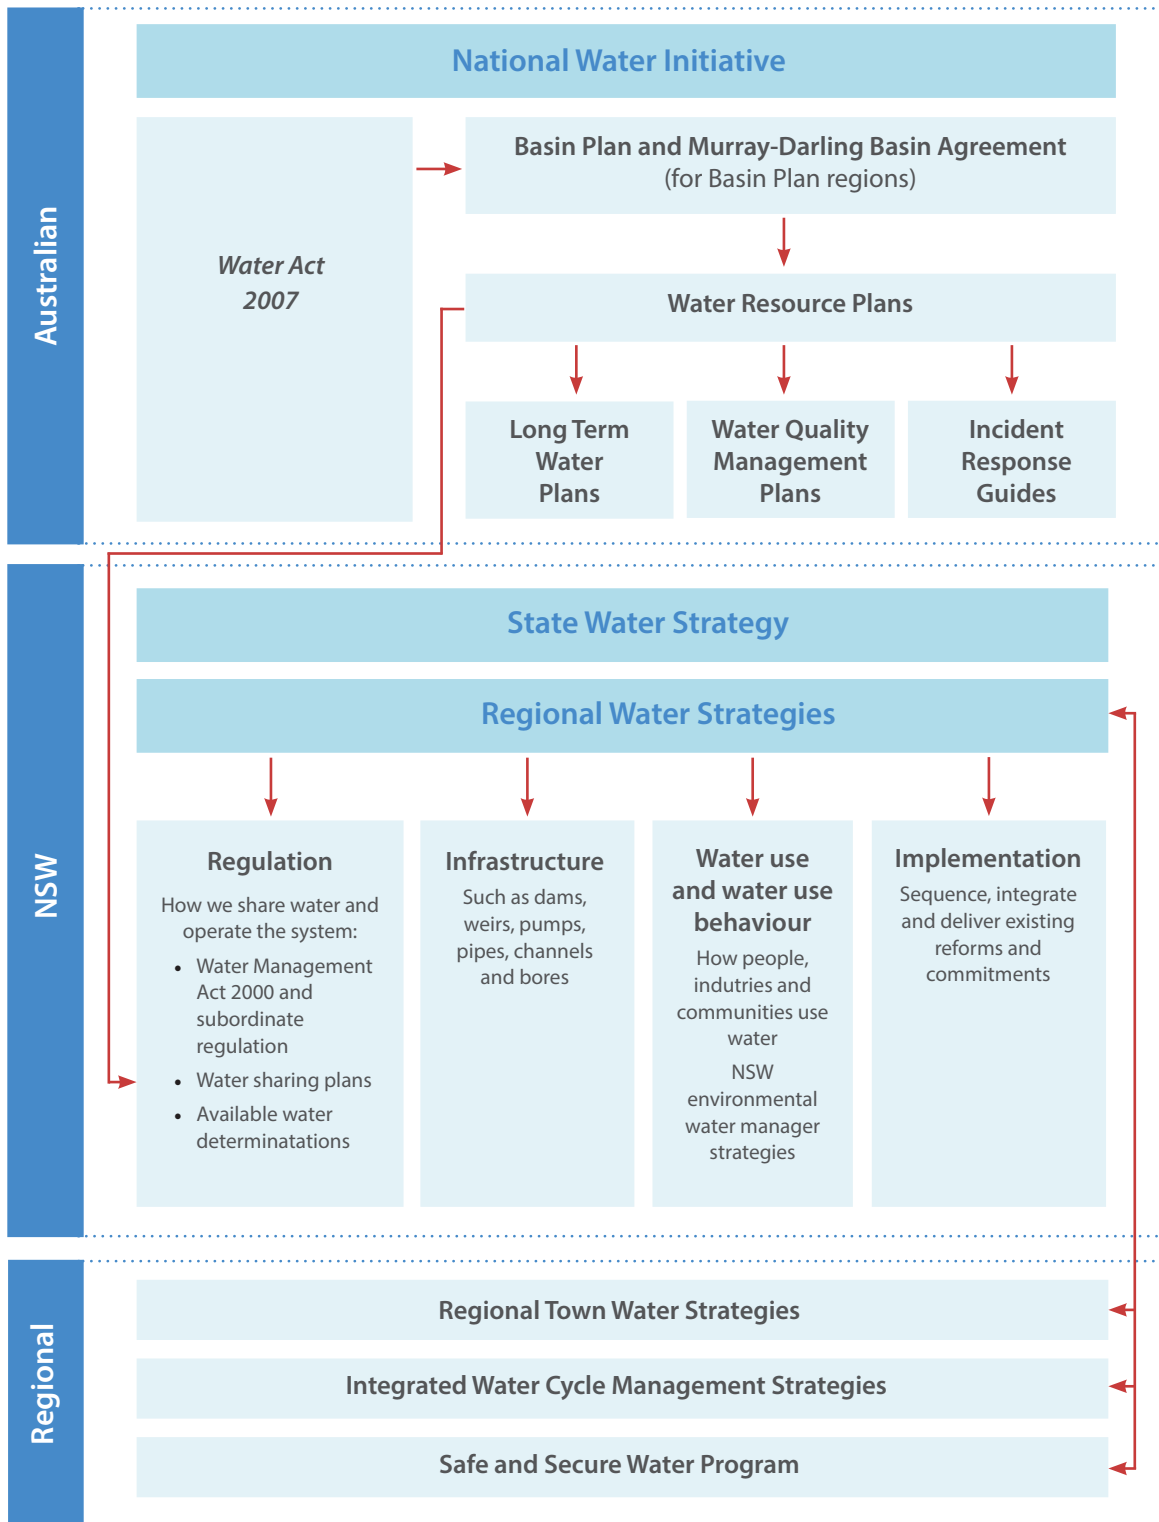 Australian
National Water Initiative
Water Act
2007
Basin Plan and Murray-Darling Basin Agreement
(for Basin Plan regions)
Water Resource Plans
Long Term
Water
Plans
Water Quality
Management
Plans
Incident
Response
Guides
NSW
State Water Strategy
Regional Water Strategies
Regulation
How we share water and
operate the system:
• Water Management
Act 2000 and
subordinate
regulation
• Water sharing plans
• Available water
determinatations
Infrastructure
Such as dams,
weirs, pumps,
pipes, channels
and bores
Water use
and water use
behaviour
How people,
indutries and
communities use
water
NSW
environmental
water manager
strategies
Implementation
Sequence, integrate
and deliver existing
reforms and
commitments
Regional
Regional Town Water Strategies
Integrated Water Cycle Management Strategies
Safe and Secure Water Program